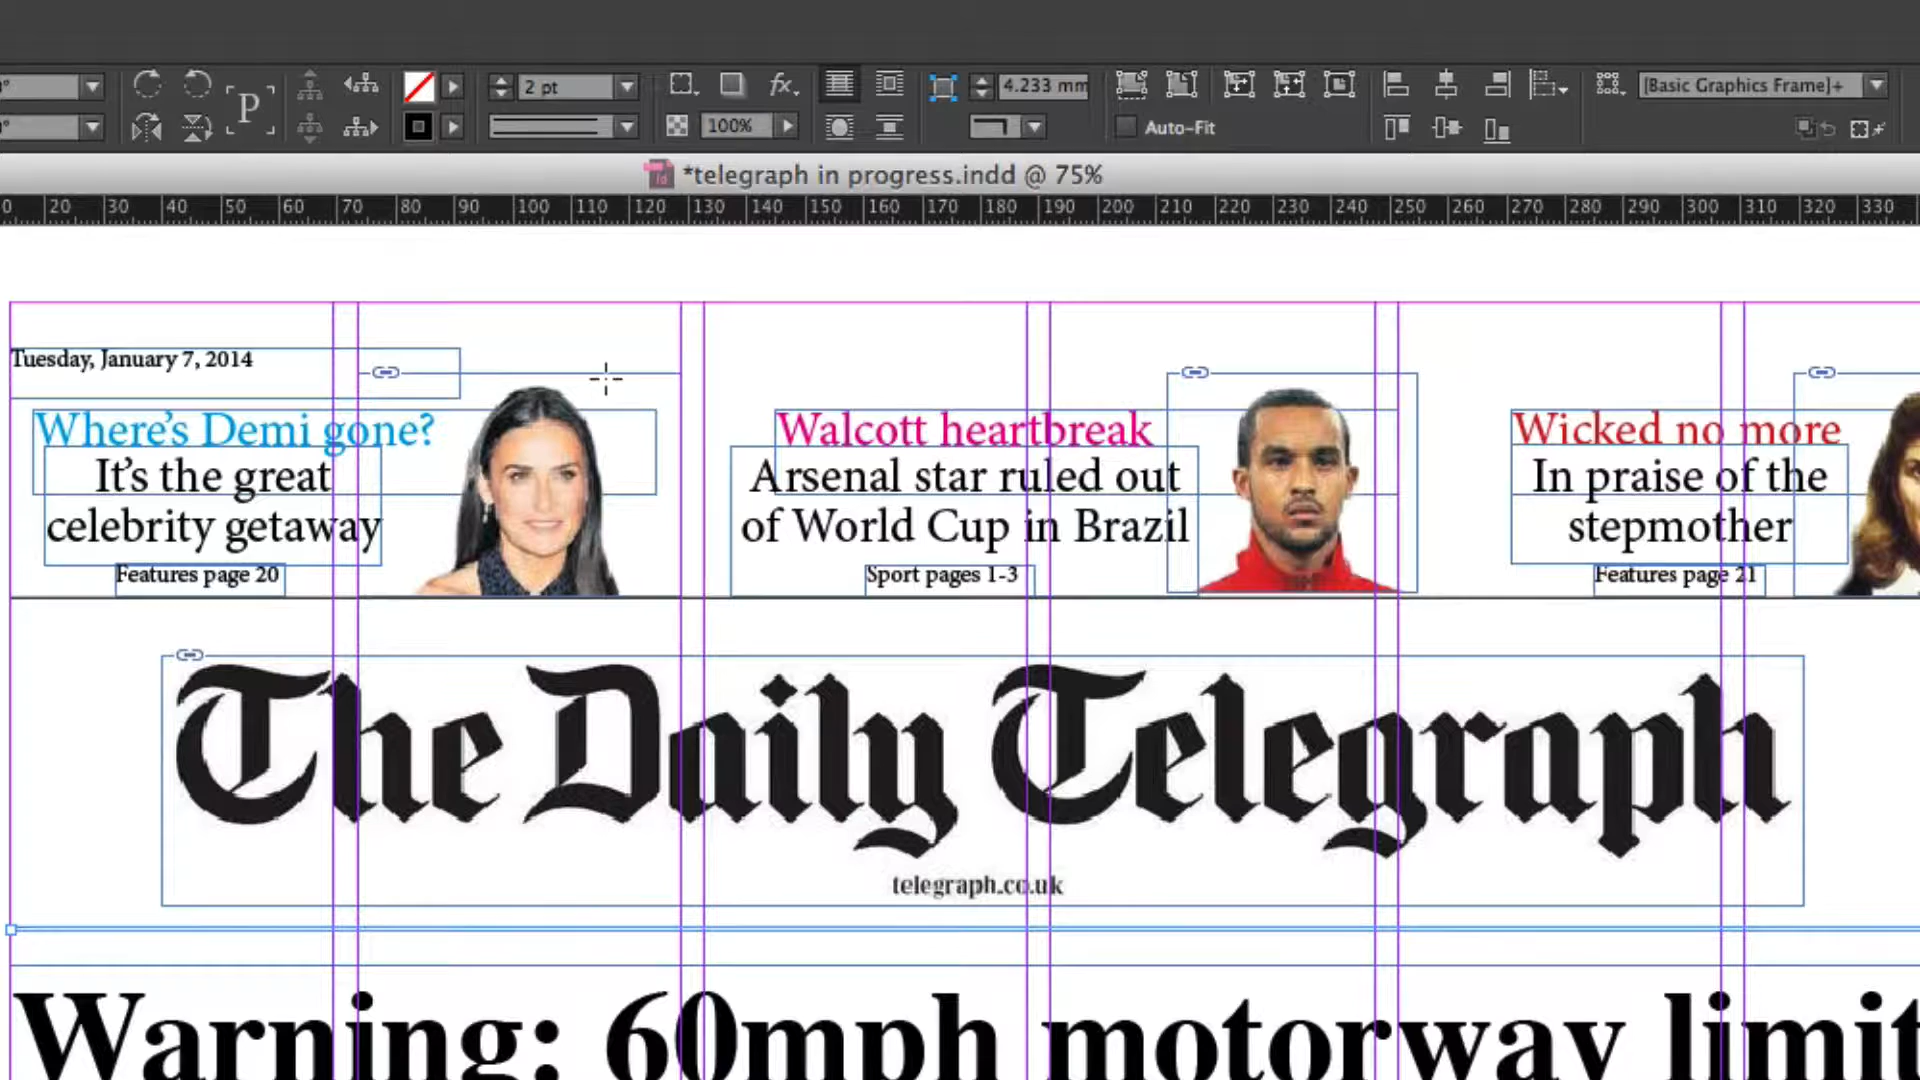 2 pt
4.233 mm
[Basic Graphics Frame]+
P
fx
100%
Auto-Fit
*telegraph in progress.indd @ 75%
0 20 30 40 50 60 70 80 90 100 110 120 130 140 150 160 170 180 190 200 210 220 230 240 250 260 270 280 290 300 310 320 330
Tuesday, January 7, 2014
Where's Demi gone?
It's the great
celebrity getaway
Features page 20
Walcott heartbreak
Arsenal star ruled out
of World Cup in Brazil
Sport pages 1-3
Wicked no more
In praise of the
stepmother
Features page 21
The Daily Telegraph
telegraph.co.uk
Warning: 60mph motorway limit